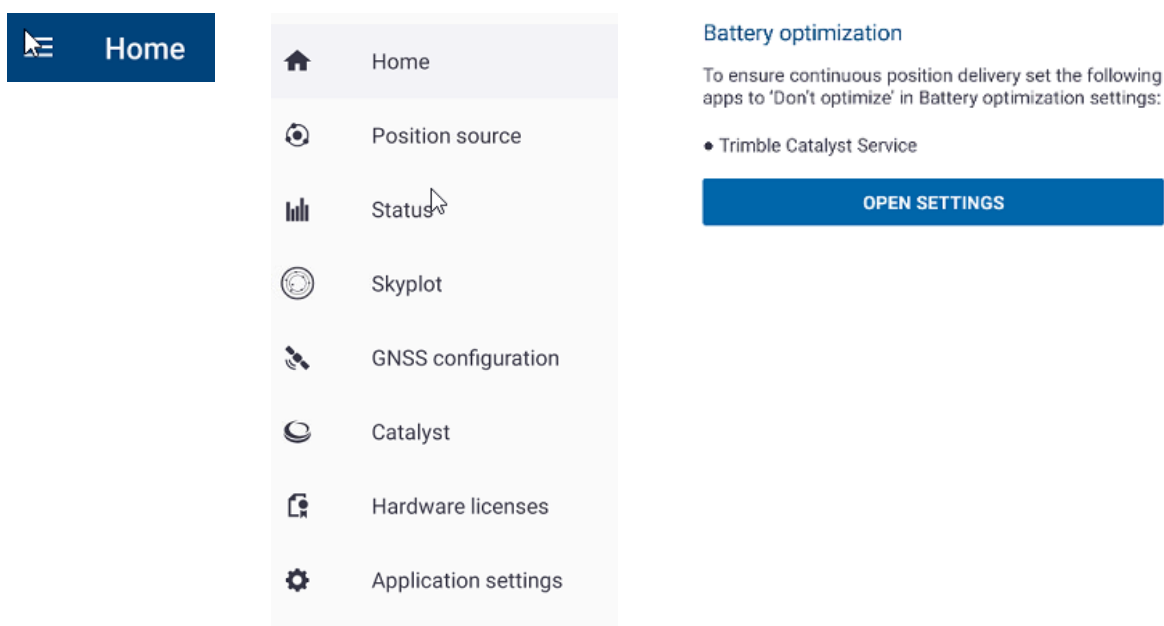 Home
Home
Position source
Status
Skyplot
GNSS configuration
Catalyst
Hardware licenses
Application settings
Battery optimization
To ensure continuous position delivery set the following
apps to 'Don't optimize' in Battery optimization settings:
● Trimble Catalyst Service
OPEN SETTINGS